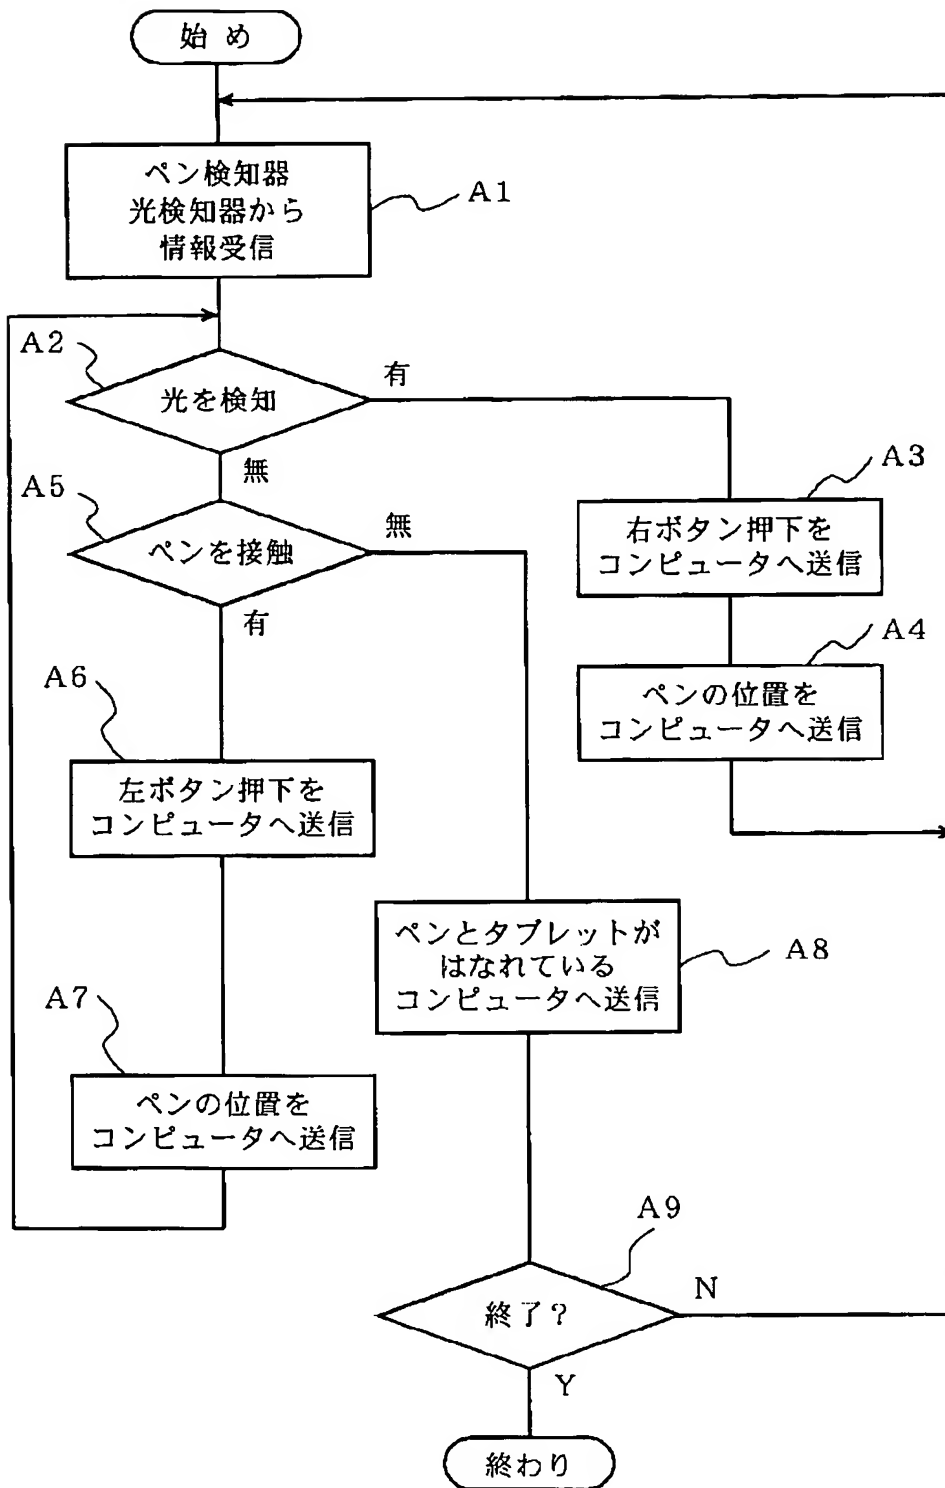 始め
ペン検知器
光検知器から
情報受信
A1
A2
光を検知
有
無
A3
右ボタン押下を
コンピュータへ送信
A4
ペンの位置を
コンピュータへ送信
A5
ペンを接触
無
有
A6
左ボタン押下を
コンピュータへ送信
A7
ペンの位置を
コンピュータへ送信
ペンとタブレットが
はなれている
コンピュータへ送信
A8
A9
終了?
N
Y
終わり